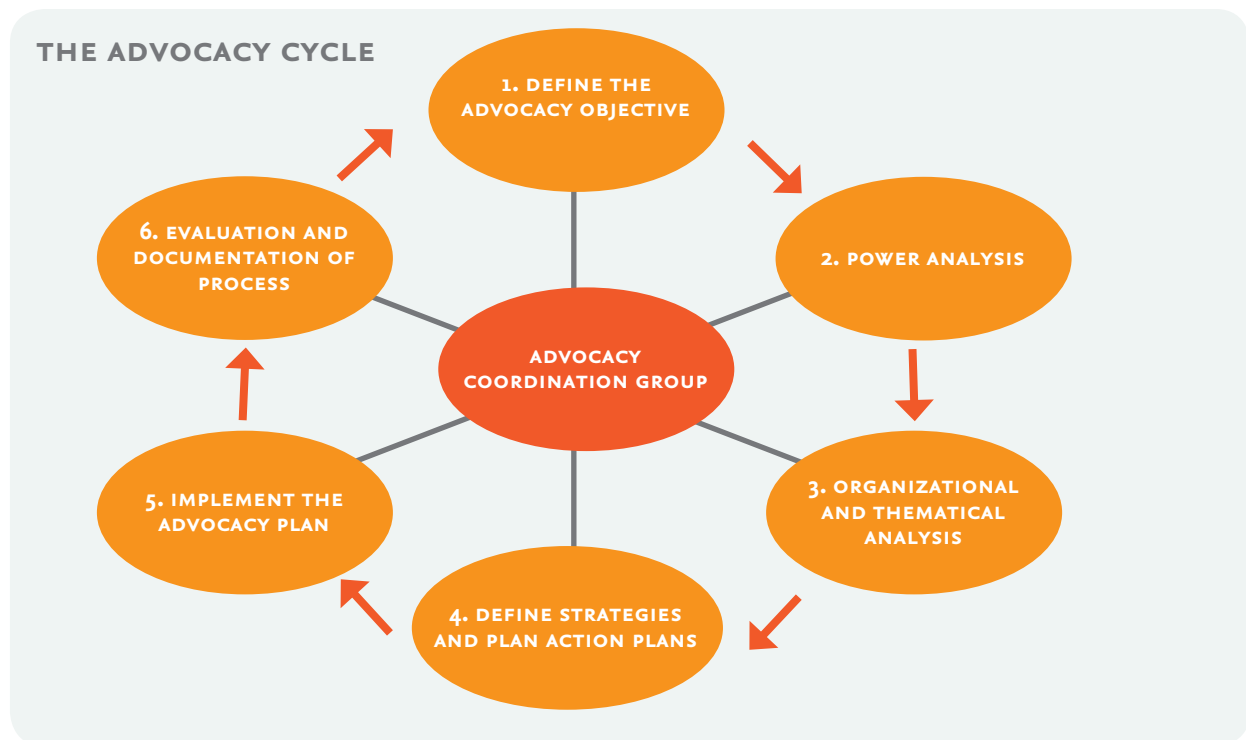 THE ADVOCACY CYCLE
1. DEFINE THE
ADVOCACY OBJECTIVE
2. POWER ANALYSIS
3. ORGANIZATIONAL
AND THEMATICAL
ANALYSIS
4. DEFINE STRATEGIES
AND PLAN ACTION PLANS
5. IMPLEMENT THE
ADVOCACY PLAN
6. EVALUATION AND
DOCUMENTATION OF
PROCESS
ADVOCACY
COORDINATION GROUP